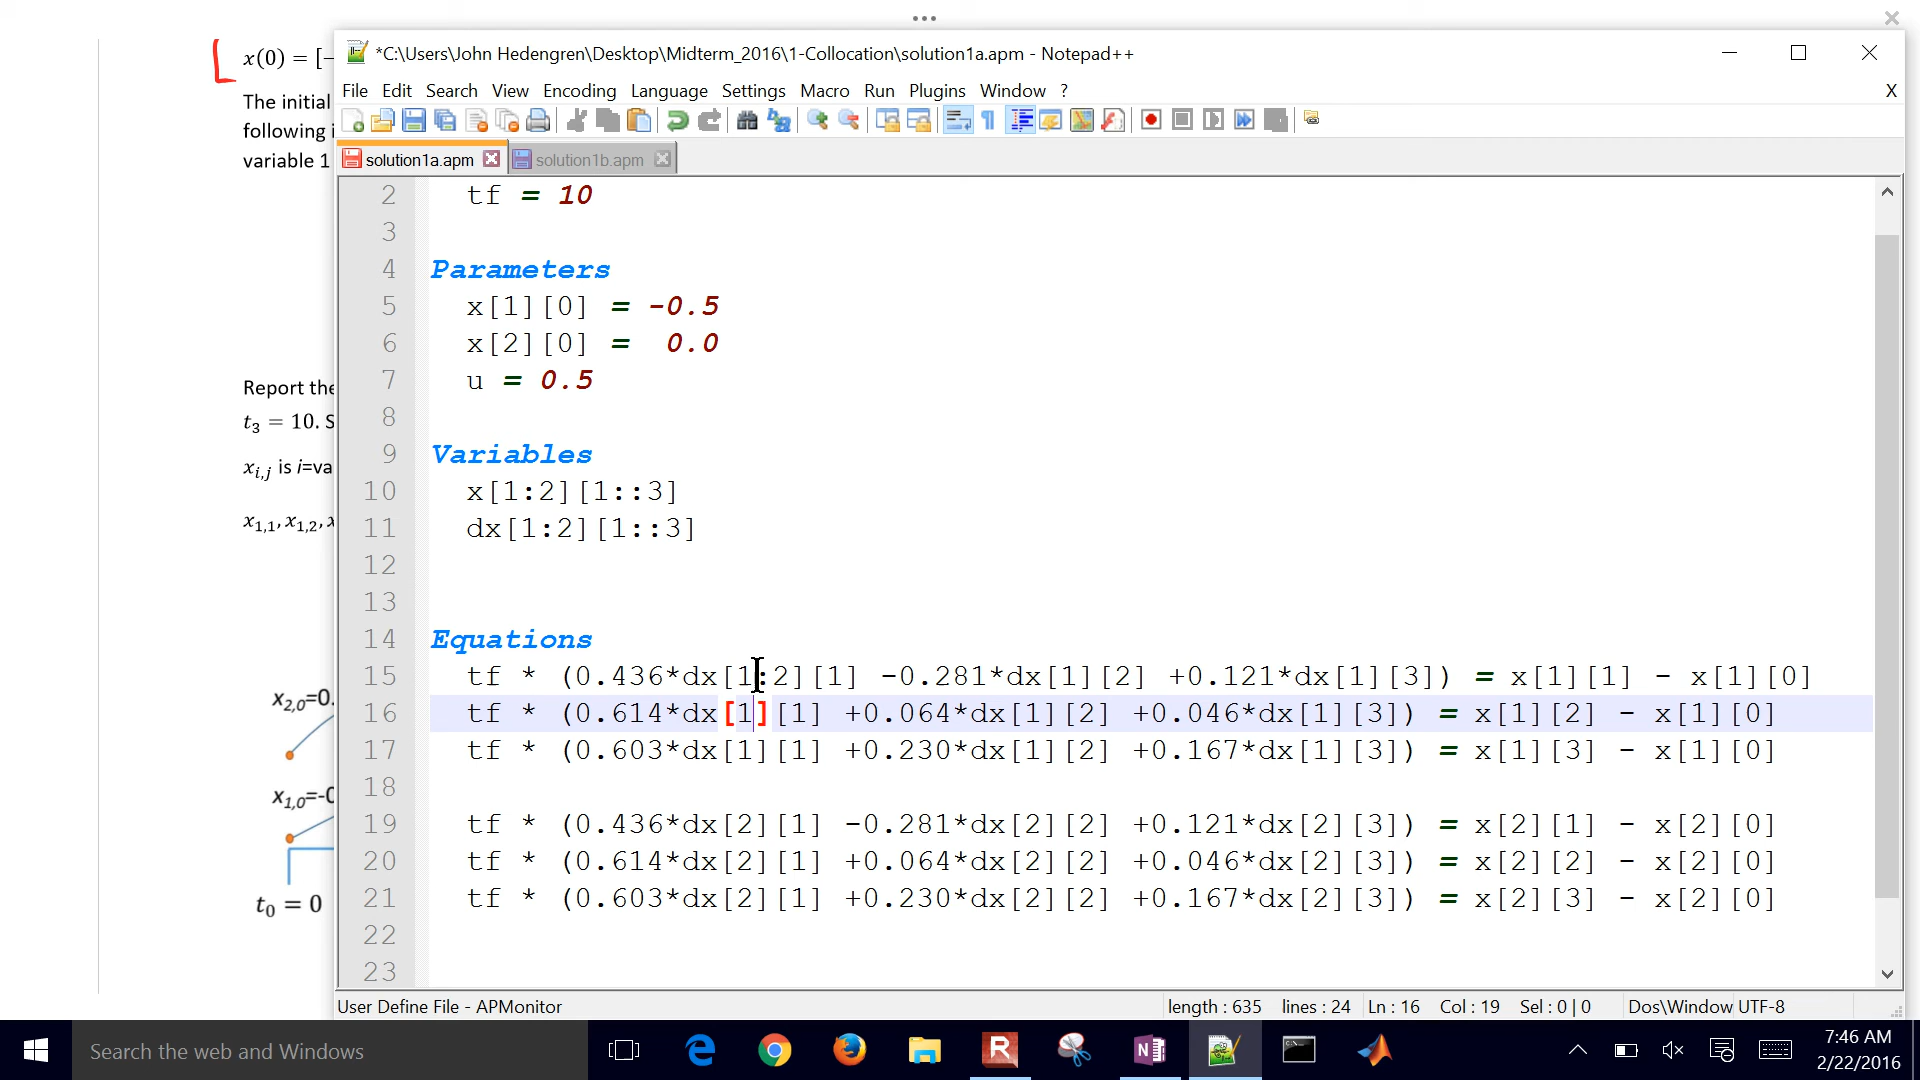 x(0) = [−
The initial
following i
variable 1
Report the
t₃ = 10. S
xᵢ,ⱼ is i=va
x₁,₁, x₁,₂, x
x₂,₀=0.
x₁,₀=-0
t₀ = 0
*C:\Users\John Hedengren\Desktop\Midterm_2016\1-Collocation\solution1a.apm - Notepad++
File Edit Search View Encoding Language Settings Macro Run Plugins Window ? X
solution1a.apm solution1b.apm
2 tf = 10
3
4 Parameters
5 x[1][0] = -0.5
6 x[2][0] = 0.0
7 u = 0.5
8
9 Variables
10 x[1:2][1::3]
11 dx[1:2][1::3]
12
13
14 Equations
15 tf * (0.436*dx[1:2][1] -0.281*dx[1][2] +0.121*dx[1][3]) = x[1][1] - x[1][0]
16 tf * (0.614*dx[1][1] +0.064*dx[1][2] +0.046*dx[1][3]) = x[1][2] - x[1][0]
17 tf * (0.603*dx[1][1] +0.230*dx[1][2] +0.167*dx[1][3]) = x[1][3] - x[1][0]
18
19 tf * (0.436*dx[2][1] -0.281*dx[2][2] +0.121*dx[2][3]) = x[2][1] - x[2][0]
20 tf * (0.614*dx[2][1] +0.064*dx[2][2] +0.046*dx[2][3]) = x[2][2] - x[2][0]
21 tf * (0.603*dx[2][1] +0.230*dx[2][2] +0.167*dx[2][3]) = x[2][3] - x[2][0]
22
23
User Define File - APMonitor length : 635 lines : 24 Ln : 16 Col : 19 Sel : 0 | 0 Dos\Window UTF-8
Search the web and Windows
7:46 AM
2/22/2016